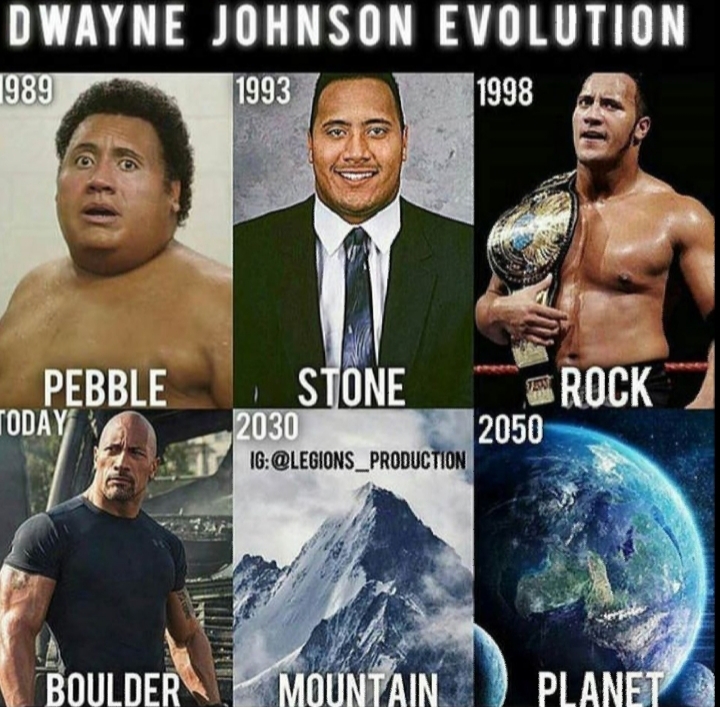 DWAYNE JOHNSON EVOLUTION
1989
1993
1998
PEBBLE
STONE
ROCK
TODAY
2030
2050
IG:@LEGIONS_PRODUCTION
BOULDER
MOUNTAIN
PLANET